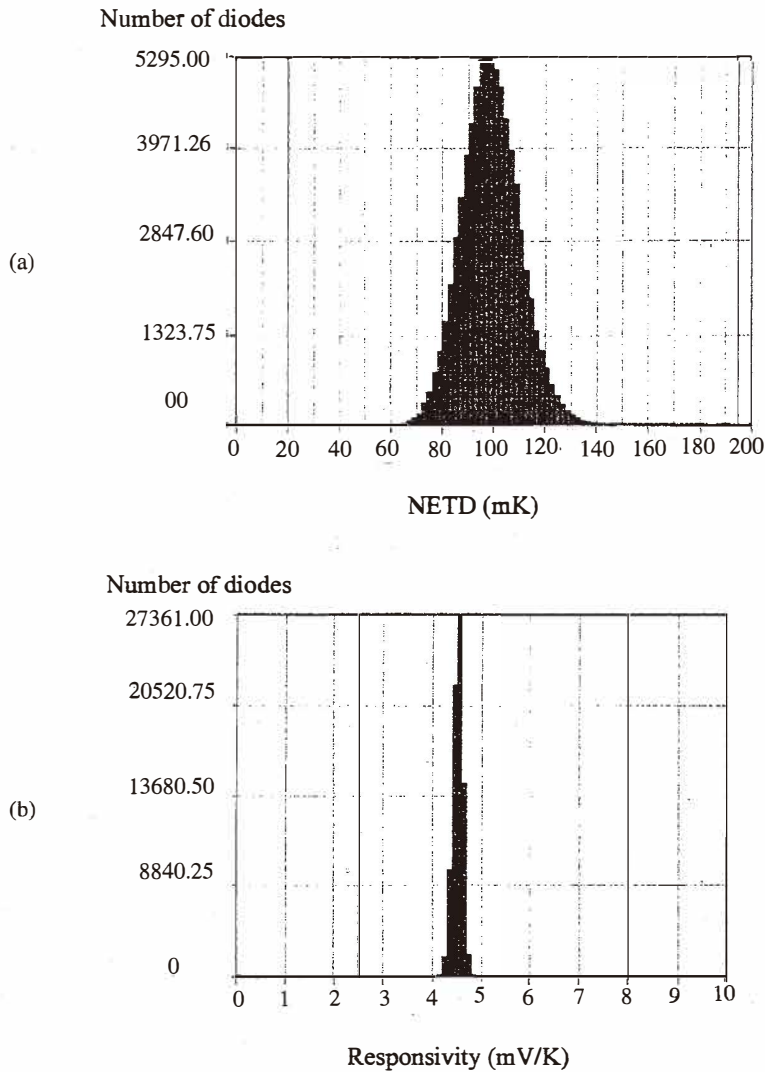 Number of diodes
5295.00
3971.26
2847.60
1323.75
00
(a)
0 20 40 60 80 100 120 140 160 180 200
NETD (mK)
Number of diodes
27361.00
20520.75
13680.50
8840.25
0
(b)
0 1 2 3 4 5 6 7 8 9 10
Responsivity (mV/K)